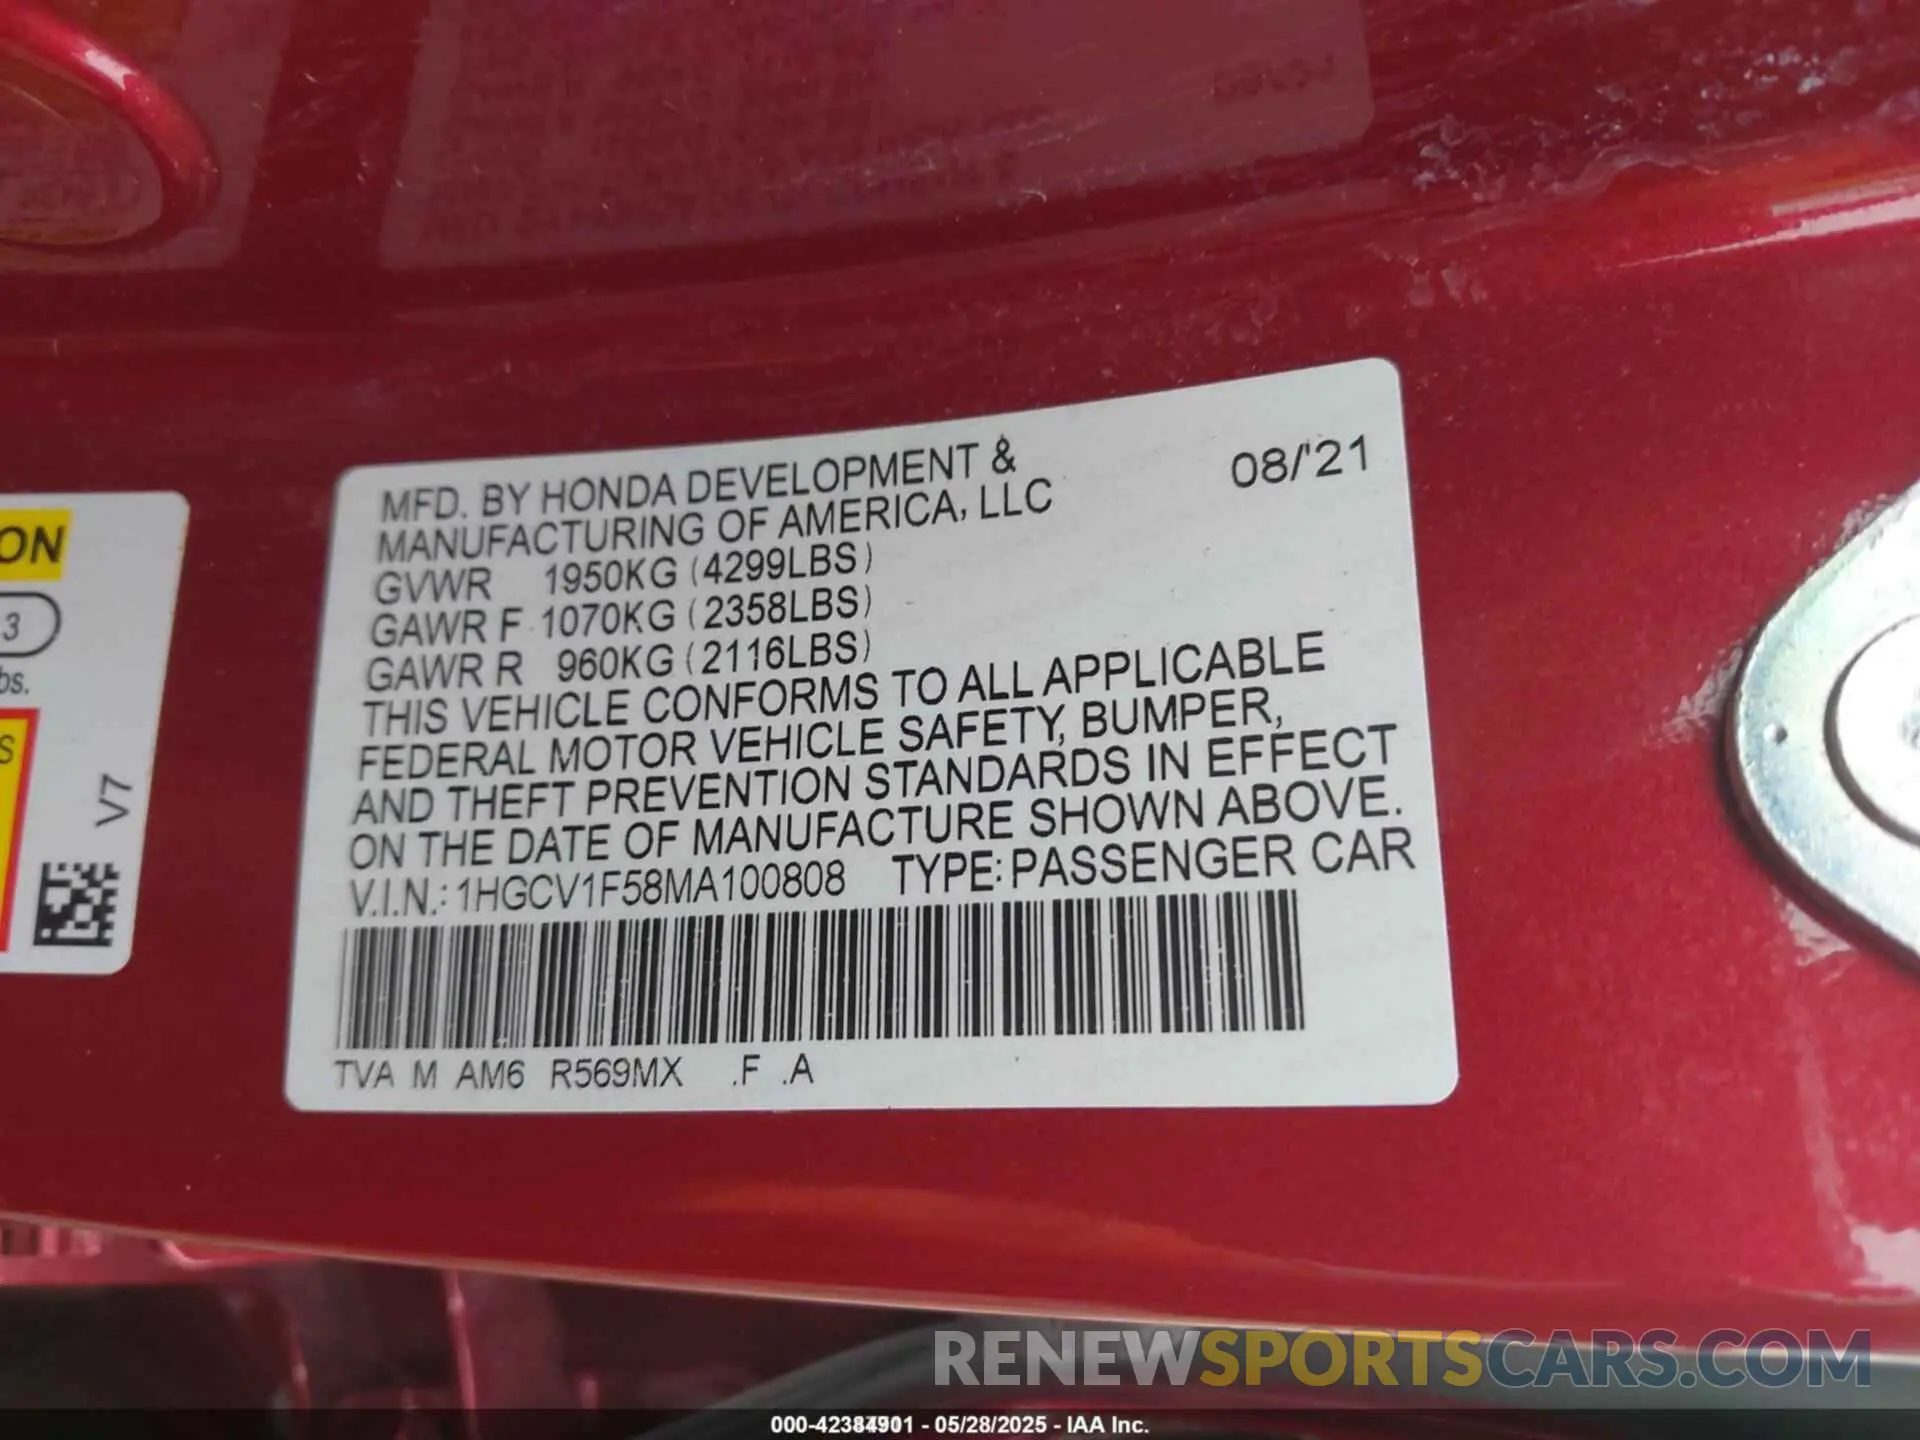 MFD. BY HONDA DEVELOPMENT &
MANUFACTURING OF AMERICA, LLC
08/'21
GVWR 1950KG (4299LBS)
GAWR F 1070KG (2358LBS)
GAWR R 960KG (2116LBS)
THIS VEHICLE CONFORMS TO ALL APPLICABLE
FEDERAL MOTOR VEHICLE SAFETY, BUMPER,
AND THEFT PREVENTION STANDARDS IN EFFECT
ON THE DATE OF MANUFACTURE SHOWN ABOVE.
V.I.N.: 1HGCV1F58MA100808 TYPE: PASSENGER CAR
TVA M AM6 R569MX .F .A
ON
3
bs.
S
V7
RENEWSPORTSCARS.COM
05/28/2025 - IAA Inc.